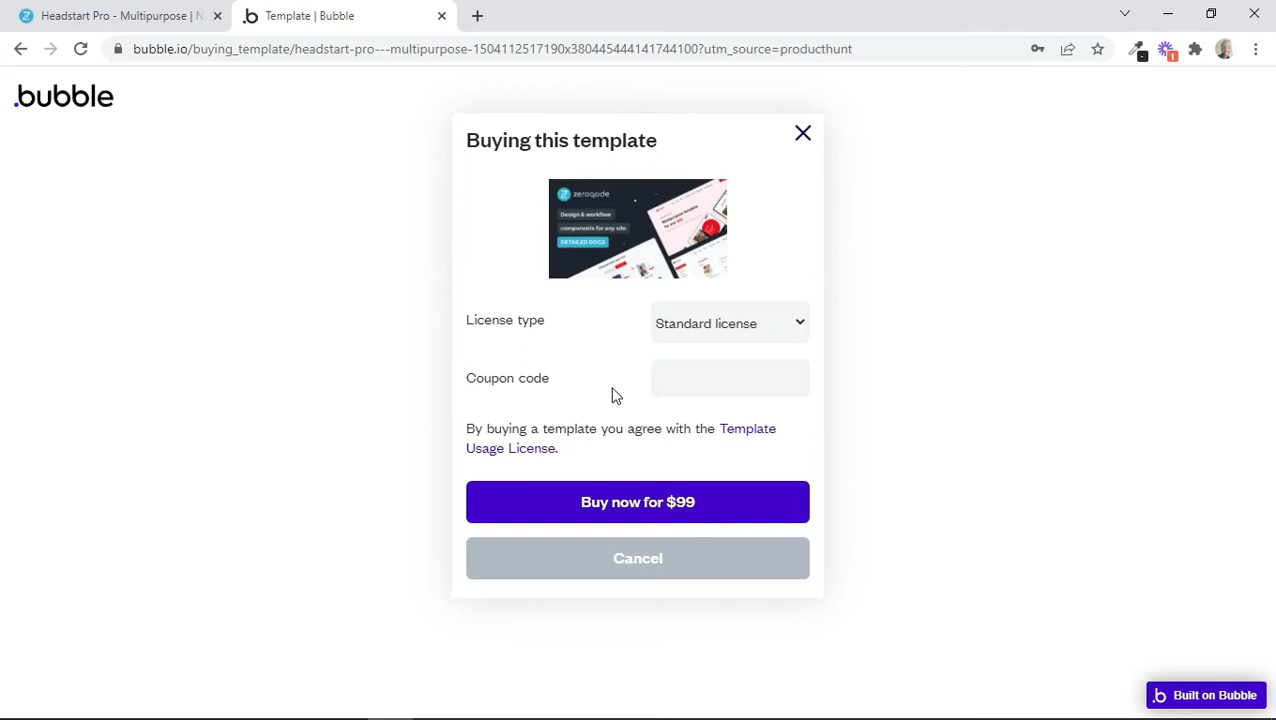 Headstart Pro - Multipurpose | N
Template | Bubble
bubble.io/buying_template/headstart-pro---multipurpose-1504112517190x380445444141744100?utm_source=producthunt
1
.bubble
Buying this template
zeroqode
Design & workflow
components for any site
DETAILED DOCS
License type
Standard license
Coupon code
By buying a template you agree with the Template
Usage License.
Buy now for $99
Cancel
Built on Bubble